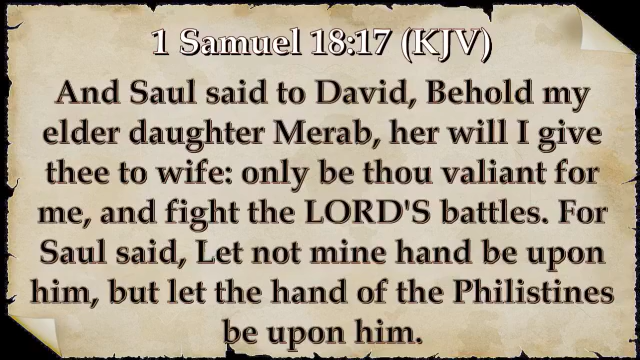 1 Samuel 18:17 (KJV)
And Saul said to David, Behold my
elder daughter Merab, her will I give
thee to wife: only be thou valiant for
me, and fight the LORD'S battles. For
Saul said, Let not mine hand be upon
him, but let the hand of the Philistines
be upon him.